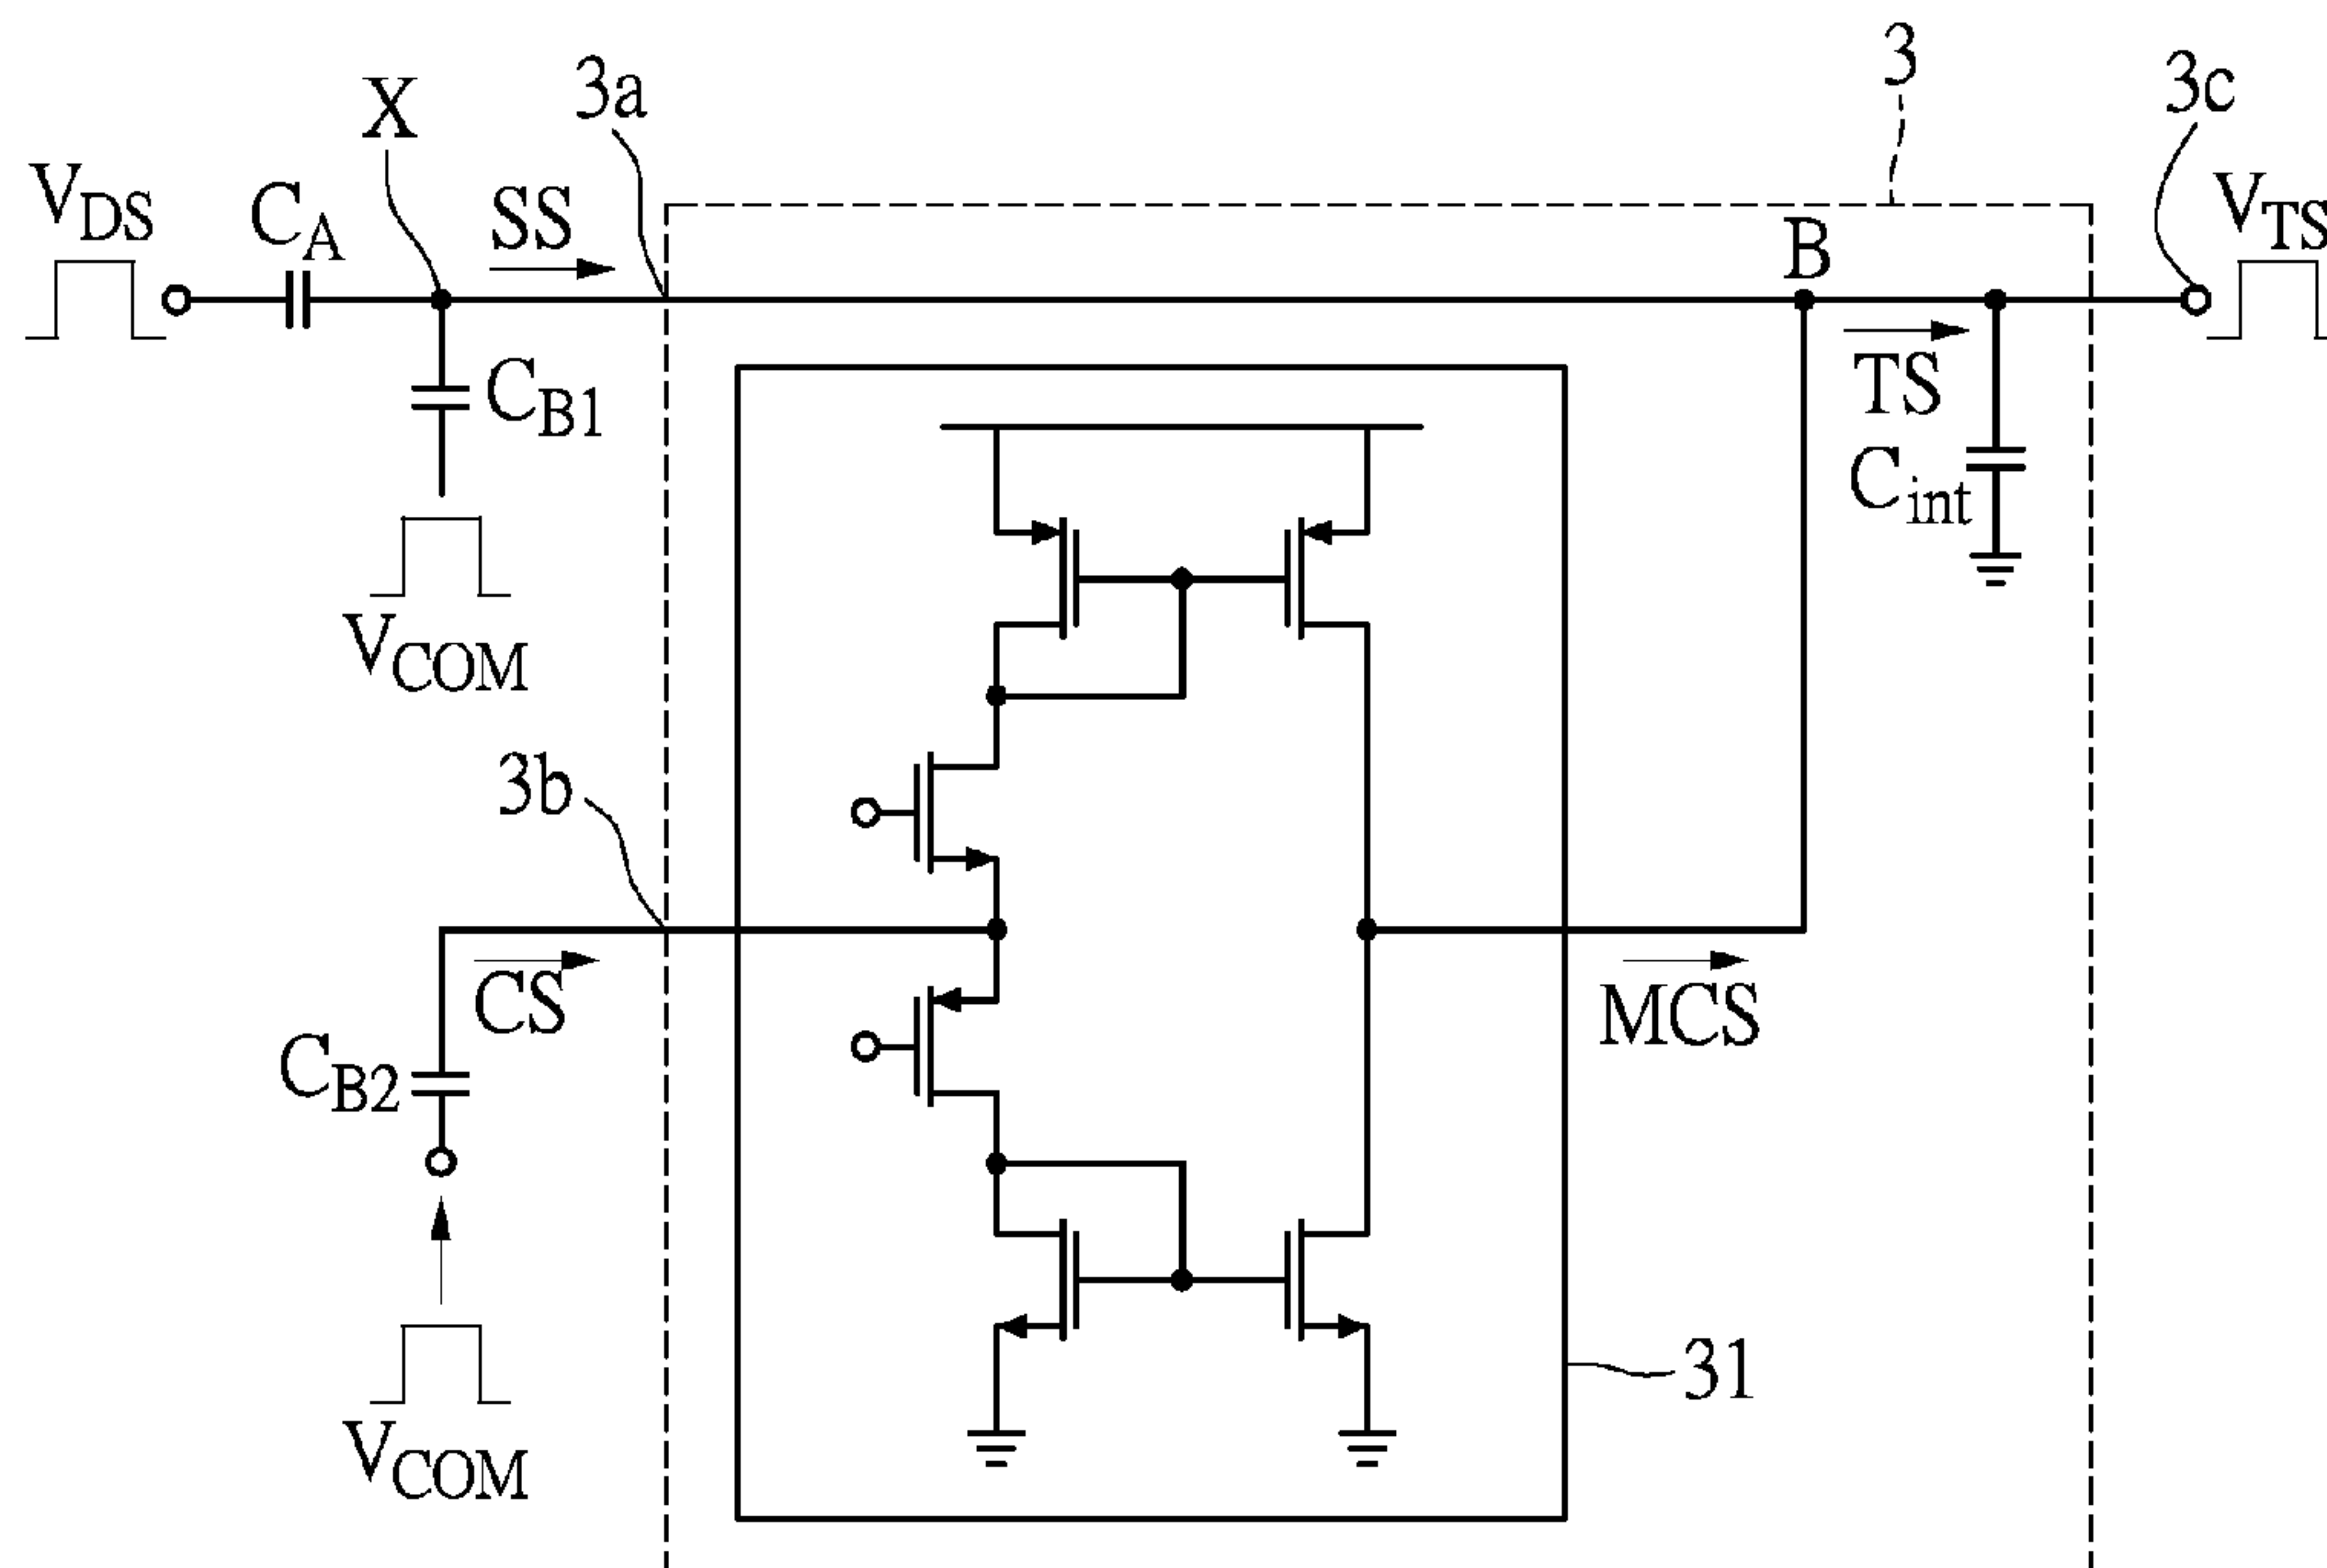 3
3a
3c
X
V_DS
C_A
SS
B
V_TS
C_B1
TS
C_int
V_COM
3b
CS
MCS
C_B2
31
V_COM